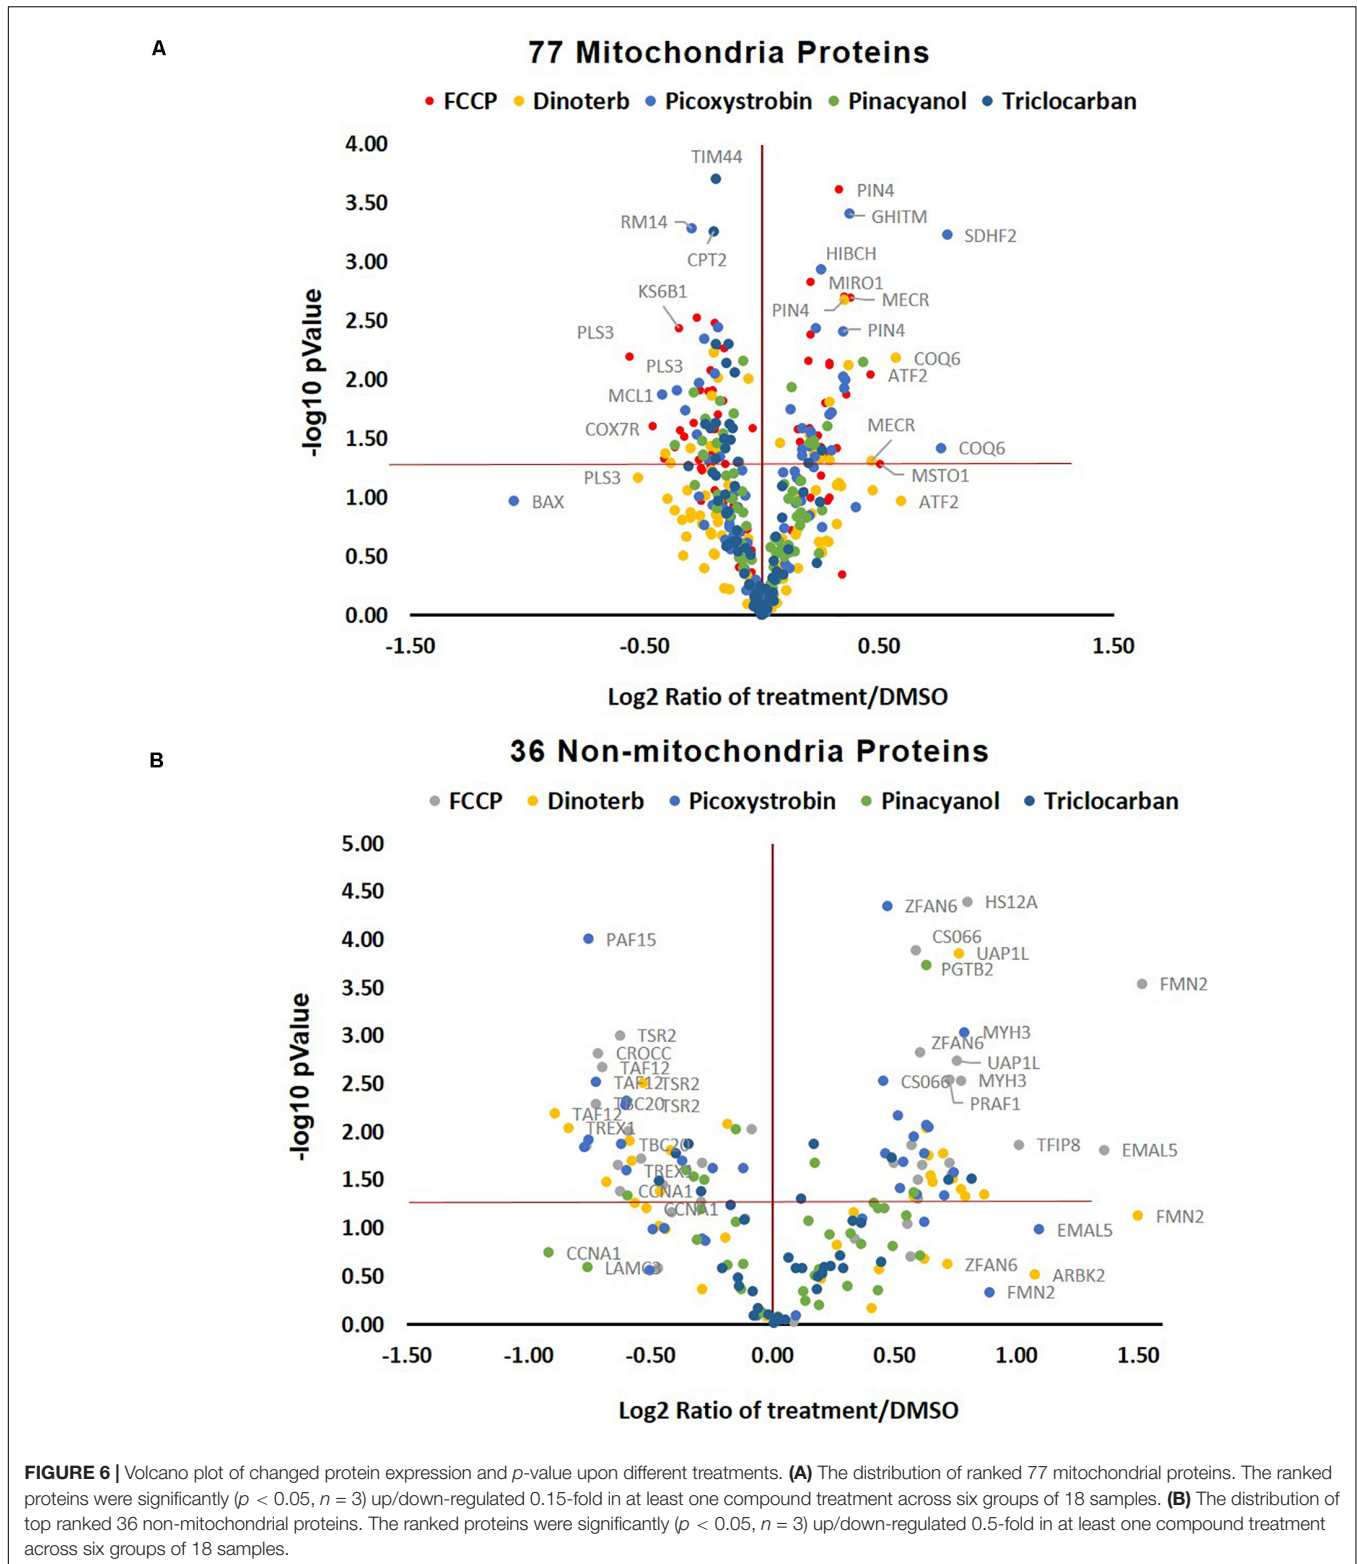 A
77 Mitochondria Proteins
FCCP Dinoterb Picoxystrobin Pinacyanol Triclocarban
4.00
TIM44
3.50
PIN4
RM14
GHITM
SDHF2
3.00
CPT2
HIBCH
KS6B1
MIRO1
MECR
PIN4
2.50
PLS3
PIN4
PLS3
COQ6
2.00
ATF2
MCL1
COX7R
MECR
1.50
COQ6
PLS3
MSTO1
1.00
BAX
ATF2
0.50
0.00
-log10 pValue
-1.50 -0.50 0.50 1.50
Log2 Ratio of treatment/DMSO
B
36 Non-mitochondria Proteins
FCCP Dinoterb Picoxystrobin Pinacyanol Triclocarban
5.00
4.50
ZFAN6 HS12A
4.00
PAF15 CS066
UAP1L
PGTB2
3.50
FMN2
3.00
TSR2 MYH3
CROCC ZFAN6
TAF12 UAP1L
2.50
TAF12 TSR2 CS066 MYH3
TBC20 TSR2 PRAF1
TAF12
2.00
TREX1
TBC20 TFIP8 EMAL5
1.50
TREX1
CCNA1
CCNA1
1.00
FMN2
EMAL5
CCNA1
0.50
LAMC3 ZFAN6
ARBK2
FMN2
0.00
-log10 pValue
-1.50 -1.00 -0.50 0.00 0.50 1.00 1.50
Log2 Ratio of treatment/DMSO
FIGURE 6 | Volcano plot of changed protein expression and p-value upon different treatments. (A) The distribution of ranked 77 mitochondrial proteins. The ranked
proteins were significantly (p < 0.05, n = 3) up/down-regulated 0.15-fold in at least one compound treatment across six groups of 18 samples. (B) The distribution of
top ranked 36 non-mitochondrial proteins. The ranked proteins were significantly (p < 0.05, n = 3) up/down-regulated 0.5-fold in at least one compound treatment
across six groups of 18 samples.